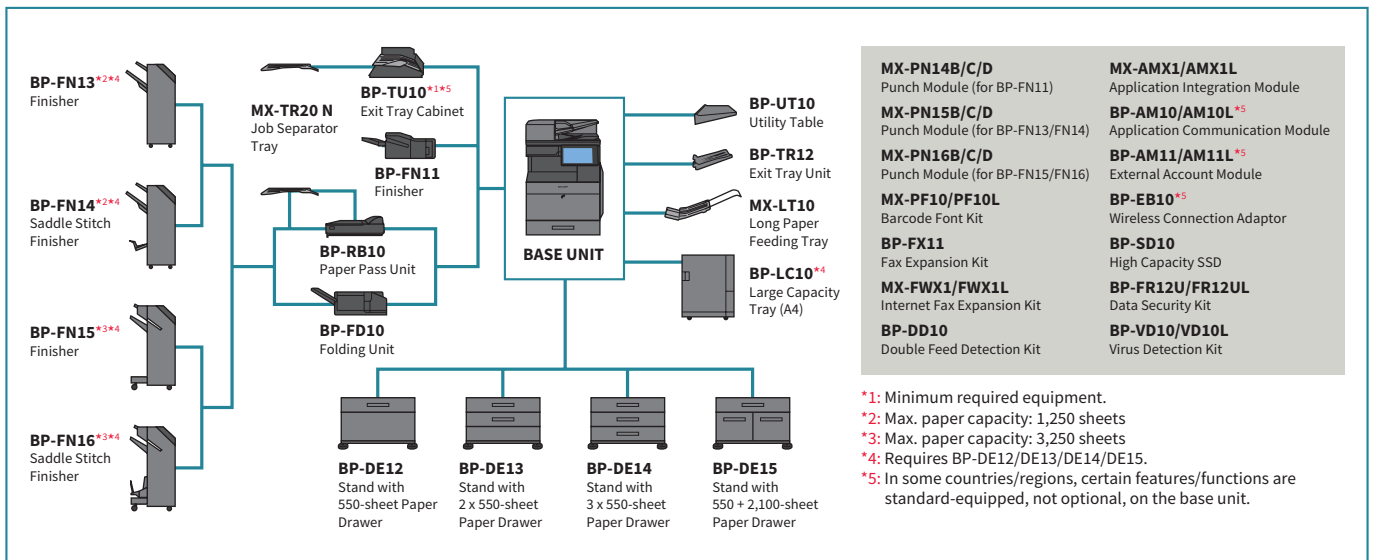 BP-FN13*2*4
Finisher
BP-FN14*2*4
Saddle Stitch
Finisher
BP-FN15*3*4
Finisher
BP-FN16*3*4
Saddle Stitch
Finisher
MX-TR20 N
Job Separator
Tray
BP-TU10*1*5
Exit Tray Cabinet
BP-FN11
Finisher
BP-RB10
Paper Pass Unit
BP-FD10
Folding Unit
BASE UNIT
BP-UT10
Utility Table
BP-TR12
Exit Tray Unit
MX-LT10
Long Paper
Feeding Tray
BP-LC10*4
Large Capacity
Tray (A4)
BP-DE12
Stand with
550-sheet Paper
Drawer
BP-DE13
Stand with
2 x 550-sheet
Paper Drawer
BP-DE14
Stand with
3 x 550-sheet
Paper Drawer
BP-DE15
Stand with
550 + 2,100-sheet
Paper Drawer
MX-PN14B/C/D
Punch Module (for BP-FN11)
MX-PN15B/C/D
Punch Module (for BP-FN13/FN14)
MX-PN16B/C/D
Punch Module (for BP-FN15/FN16)
MX-PF10/PF10L
Barcode Font Kit
BP-FX11
Fax Expansion Kit
MX-FWX1/FWX1L
Internet Fax Expansion Kit
BP-DD10
Double Feed Detection Kit
MX-AMX1/AMX1L
Application Integration Module
BP-AM10/AM10L*5
Application Communication Module
BP-AM11/AM11L*5
External Account Module
BP-EB10*5
Wireless Connection Adaptor
BP-SD10
High Capacity SSD
BP-FR12U/FR12UL
Data Security Kit
BP-VD10/VD10L
Virus Detection Kit
*1: Minimum required equipment.
*2: Max. paper capacity: 1,250 sheets
*3: Max. paper capacity: 3,250 sheets
*4: Requires BP-DE12/DE13/DE14/DE15.
*5: In some countries/regions, certain features/functions are
standard-equipped, not optional, on the base unit.